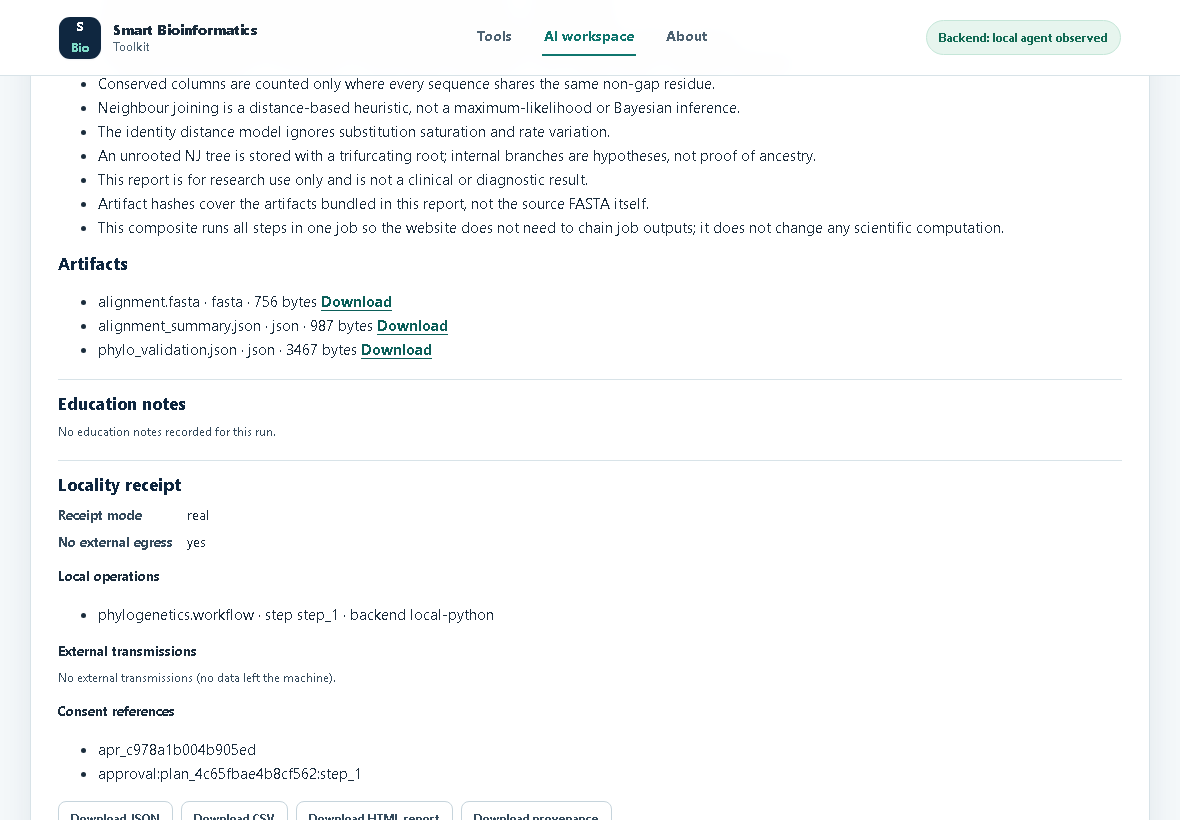 S
Bio
Smart Bioinformatics
Toolkit
Tools
AI workspace
About
Backend: local agent observed
Conserved columns are counted only where every sequence shares the same non-gap residue.
Neighbour joining is a distance-based heuristic, not a maximum-likelihood or Bayesian inference.
The identity distance model ignores substitution saturation and rate variation.
An unrooted NJ tree is stored with a trifurcating root; internal branches are hypotheses, not proof of ancestry.
This report is for research use only and is not a clinical or diagnostic result.
Artifact hashes cover the artifacts bundled in this report, not the source FASTA itself.
This composite runs all steps in one job so the website does not need to chain job outputs; it does not change any scientific computation.
Artifacts
alignment.fasta · fasta · 756 bytes Download
alignment_summary.json · json · 987 bytes Download
phylo_validation.json · json · 3467 bytes Download
Education notes
No education notes recorded for this run.
Locality receipt
Receipt mode real
No external egress yes
Local operations
phylogenetics.workflow · step step_1 · backend local-python
External transmissions
No external transmissions (no data left the machine).
Consent references
apr_c978a1b004b905ed
approval:plan_4c65fbae4b8cf562:step_1
Download JSON
Download CSV
Download HTML report
Download provenance